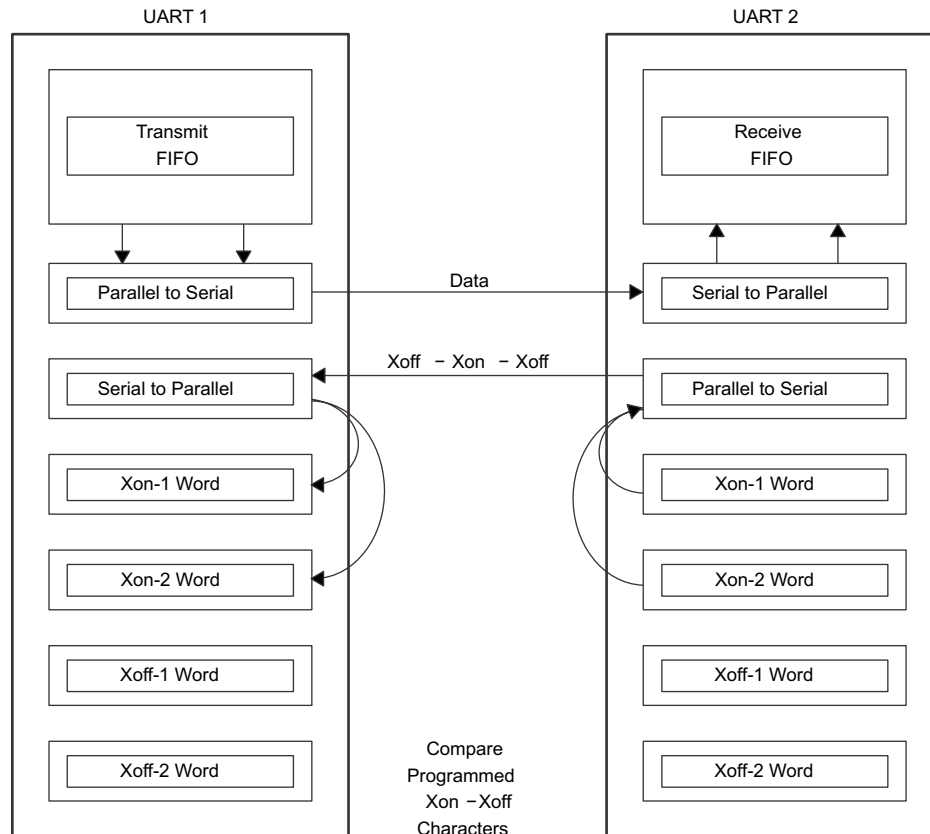 UART 1
UART 2
Transmit
FIFO
Receive
FIFO
Parallel to Serial
Data
Serial to Parallel
Xoff – Xon – Xoff
Serial to Parallel
Parallel to Serial
Xon-1 Word
Xon-1 Word
Xon-2 Word
Xon-2 Word
Xoff-1 Word
Xoff-1 Word
Xoff-2 Word
Xoff-2 Word
Compare
Programmed
Xon –Xoff
Characters